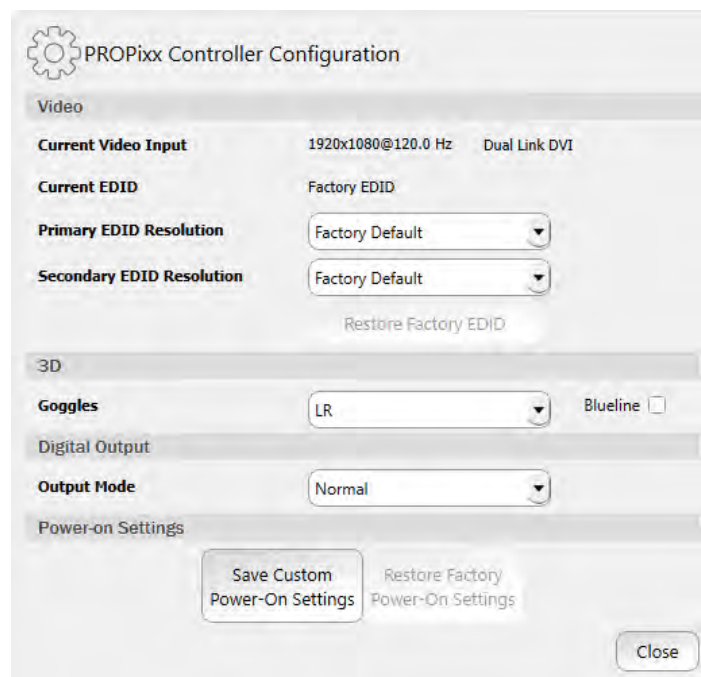 PROPixx Controller Configuration
Video
Current Video Input 1920x1080@120.0 Hz Dual Link DVI
Current EDID Factory EDID
Primary EDID Resolution Factory Default
Secondary EDID Resolution Factory Default
Restore Factory EDID
3D
Goggles LR Blueline
Digital Output
Output Mode Normal
Power-on Settings
Save Custom Restore Factory
Power-On Settings Power-On Settings
Close